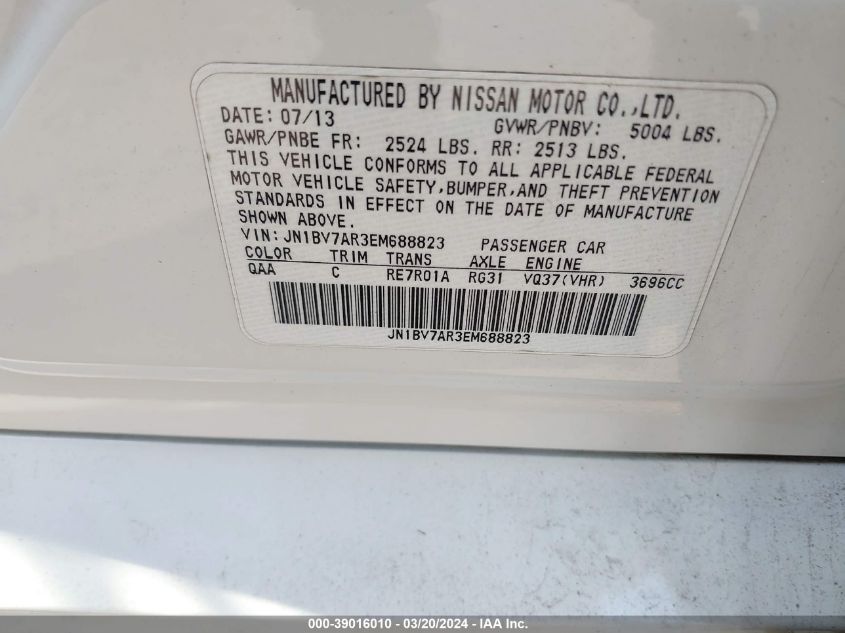 MANUFACTURED BY NISSAN MOTOR CO.,LTD.
DATE: 07/13 GVWR/PNBV: 5004 LBS.
GAWR/PNBE FR: 2524 LBS. RR: 2513 LBS.
THIS VEHICLE CONFORMS TO ALL APPLICABLE FEDERAL
MOTOR VEHICLE SAFETY,BUMPER,AND THEFT PREVENTION
STANDARDS IN EFFECT ON THE DATE OF MANUFACTURE
SHOWN ABOVE.
VIN:JN1BV7AR3EM688823 PASSENGER CAR
COLOR TRIM TRANS AXLE ENGINE
QAA C RE7R01A RG31 VQ37(VHR) 3696CC
JN1BV7AR3EM688823
000-39016010 - 03/20/2024 - IAA Inc.